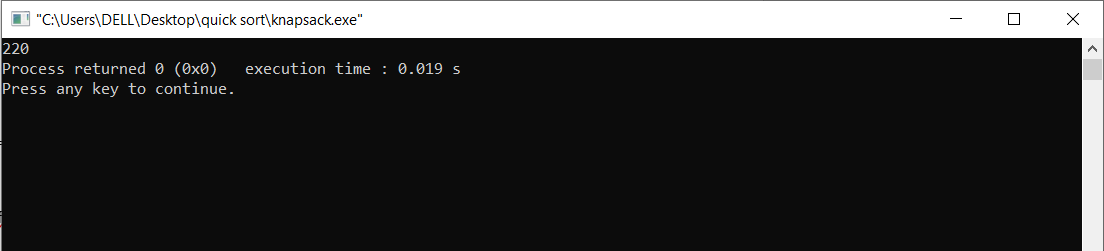 "C:\Users\DELL\Desktop\quick sort\knapsack.exe"
220
Process returned 0 (0x0)   execution time : 0.019 s
Press any key to continue.